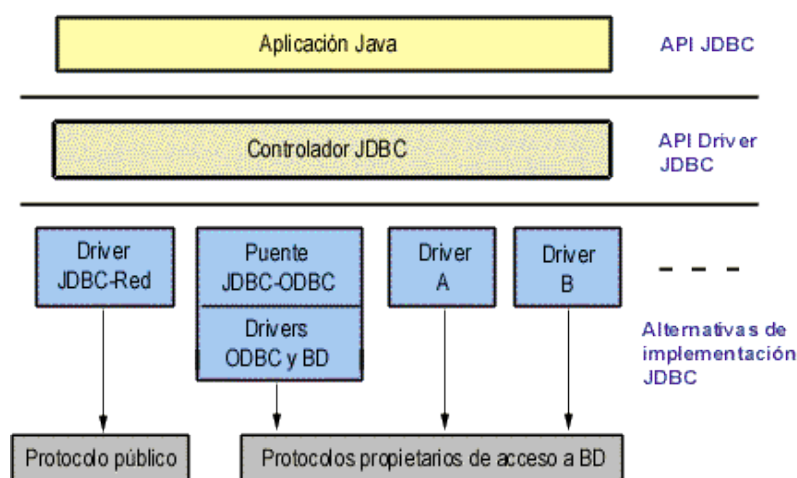 Aplicación Java
API JDBC
Controlador JDBC
API Driver
JDBC
Driver
JDBC-Red
Puente
JDBC-ODBC
Drivers
ODBC y BD
Driver
A
Driver
B
Alternativas de
implementación
JDBC
Protocolo público
Protocolos propietarios de acceso a BD